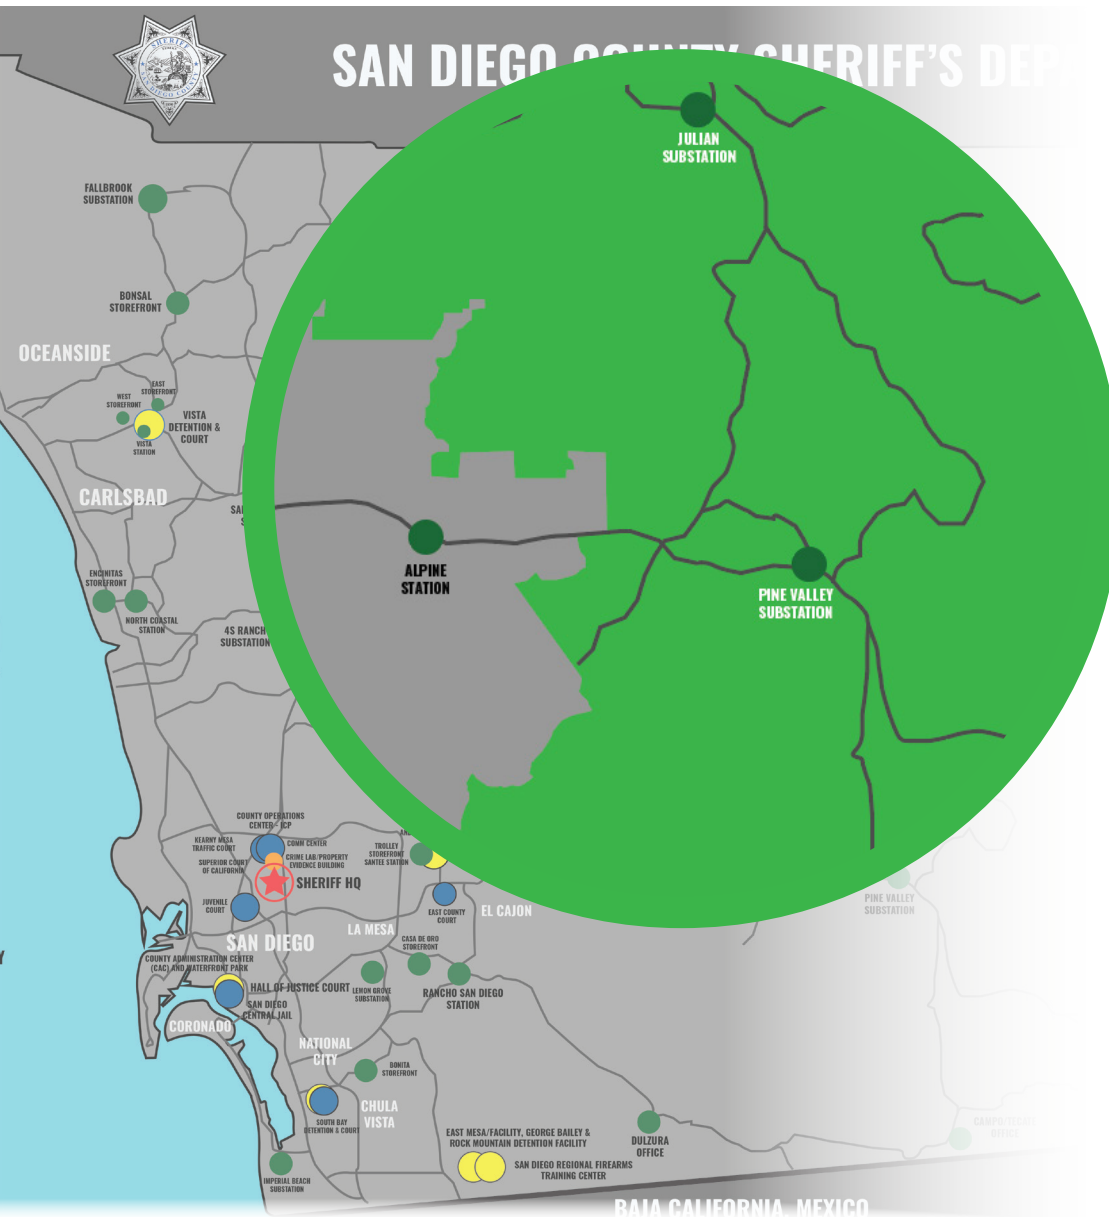 SAN DIEGO COUNTY SHERIFF'S
SHERIFF
JULIAN
SUBSTATION
FALLBROOK
SUBSTATION
BONSAL
STOREFRONT
OCEANSIDE
EAST
STOREFRONT
WEST
STOREFRONT
VISTA
DETENTION &
COURT
VISTA
STATION
CARLSBAD
ALPINE
STATION
PINE VALLEY
SUBSTATION
ENCINITAS
STOREFRONT
NORTH COASTAL
STATION
4S RANCH
SUBSTATION
COUNTY OPERATIONS
CENTER - ICP
KEARNY MESA
TRAFFIC COURT
COMM CENTER
CRIME LAB/PROPERTY
EVIDENCE BUILDING
SUPERIOR COURT
OF CALIFORNIA
SHERIFF HQ
TROLLEY
STOREFRONT
SANTEE STATION
JUVENILE
COURT
EAST COUNTY
COURT
EL CAJON
PINE VALLEY
SUBSTATION
LA MESA
SAN DIEGO
CASA DE ORO
STOREFRONT
COUNTY ADMINISTRATION CENTER
(CAC) AND WATERFRONT PARK
HALL OF JUSTICE COURT
LEMON GROVE
SUBSTATION
RANCHO SAN DIEGO
STATION
SAN DIEGO
CENTRAL JAIL
CORONADO
NATIONAL
CITY
BONITA
STOREFRONT
CHULA
VISTA
SOUTH BAY
DETENTION & COURT
EAST MESA/FACILITY, GEORGE BAILEY &
ROCK MOUNTAIN DETENTION FACILITY
DULZURA
OFFICE
OFFICE
SAN DIEGO REGIONAL FIREARMS
TRAINING CENTER
IMPERIAL BEACH
SUBSTATION
BAJA CALIFORNIA, MEXICO